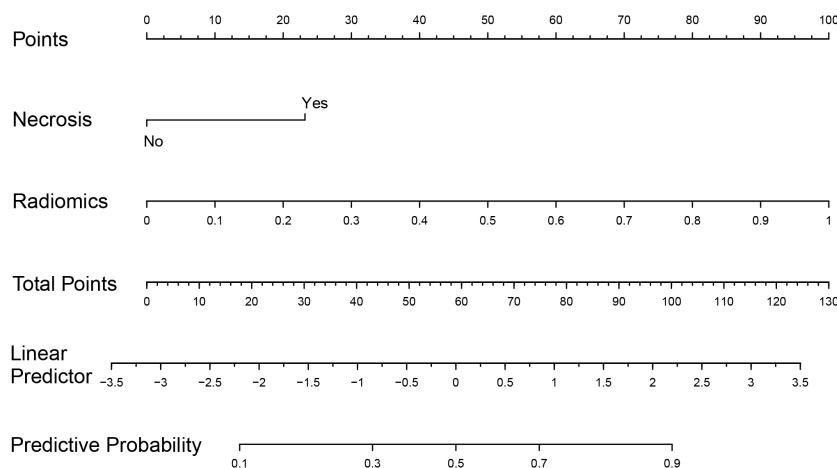 0 10 20 30 40 50 60 70 80 90 100
Points
Yes
Necrosis
No
Radiomics
0 0.1 0.2 0.3 0.4 0.5 0.6 0.7 0.8 0.9 1
Total Points
0 10 20 30 40 50 60 70 80 90 100 110 120 130
Linear
Predictor
−3.5 −3 −2.5 −2 −1.5 −1 −0.5 0 0.5 1 1.5 2 2.5 3 3.5
Predictive Probability
0.1 0.3 0.5 0.7 0.9